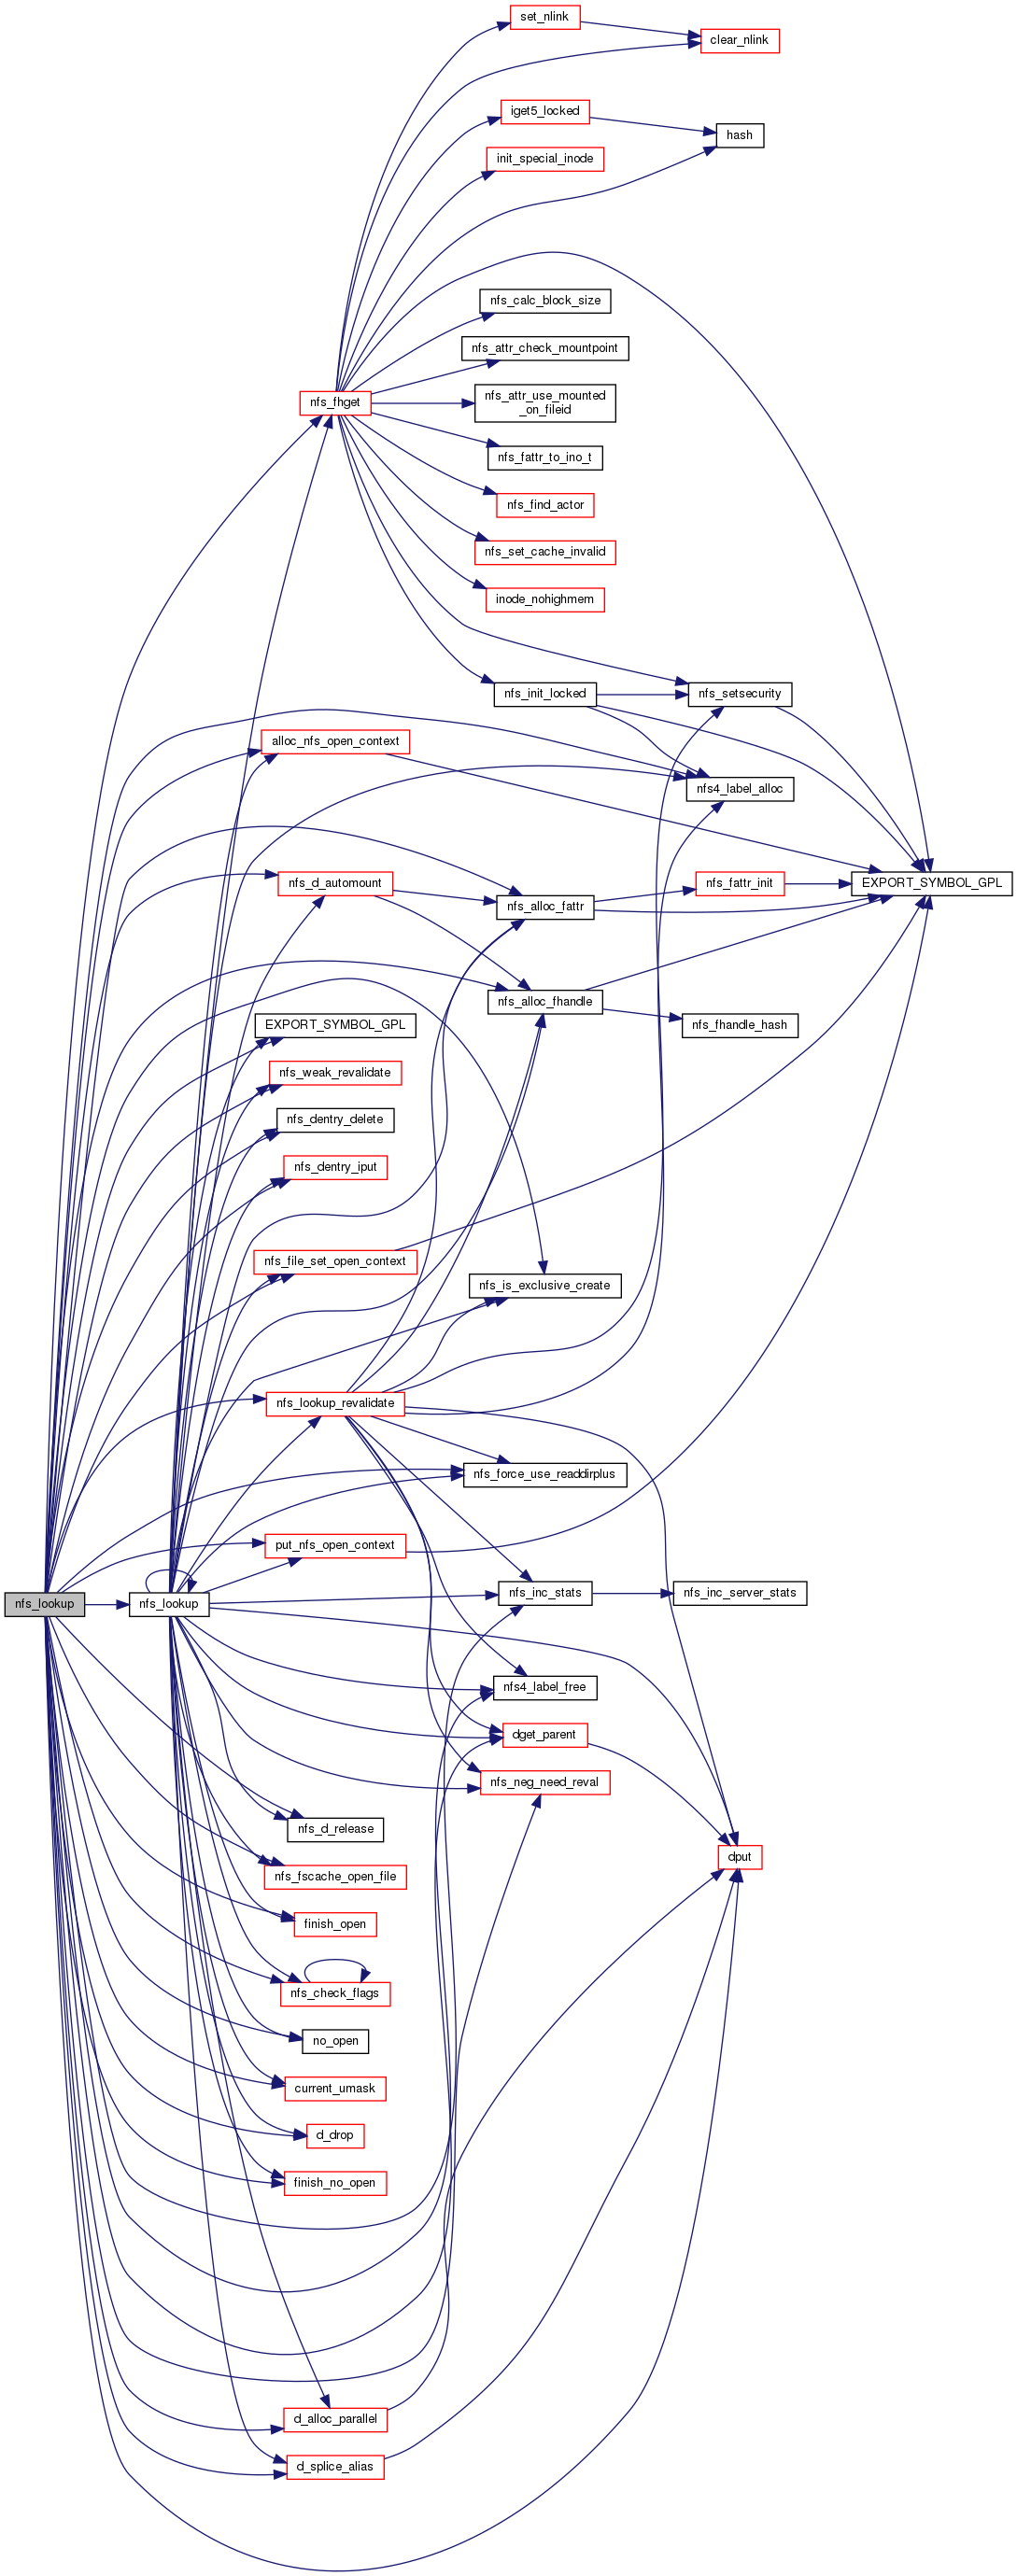 set_nlink
clear_nlink
iget5_locked
hash
init_special_inode
nfs_calc_block_size
nfs_attr_check_mountpoint
nfs_fhget
nfs_attr_use_mounted
_on_fileid
nfs_fattr_to_ino_t
nfs_find_actor
nfs_set_cache_invalid
inode_nohighmem
nfs_init_locked
nfs_setsecurity
alloc_nfs_open_context
nfs4_label_alloc
nfs_d_automount
nfs_fattr_init
EXPORT_SYMBOL_GPL
nfs_alloc_fattr
nfs_alloc_fhandle
EXPORT_SYMBOL_GPL
nfs_fhandle_hash
nfs_weak_revalidate
nfs_dentry_delete
nfs_dentry_iput
nfs_file_set_open_context
nfs_is_exclusive_create
nfs_lookup_revalidate
nfs_force_use_readdirplus
put_nfs_open_context
nfs_lookup
nfs_lookup
nfs_inc_stats
nfs_inc_server_stats
nfs4_label_free
dget_parent
nfs_neg_need_reval
nfs_d_release
dput
nfs_fscache_open_file
finish_open
nfs_check_flags
no_open
current_umask
d_drop
finish_no_open
d_alloc_parallel
d_splice_alias